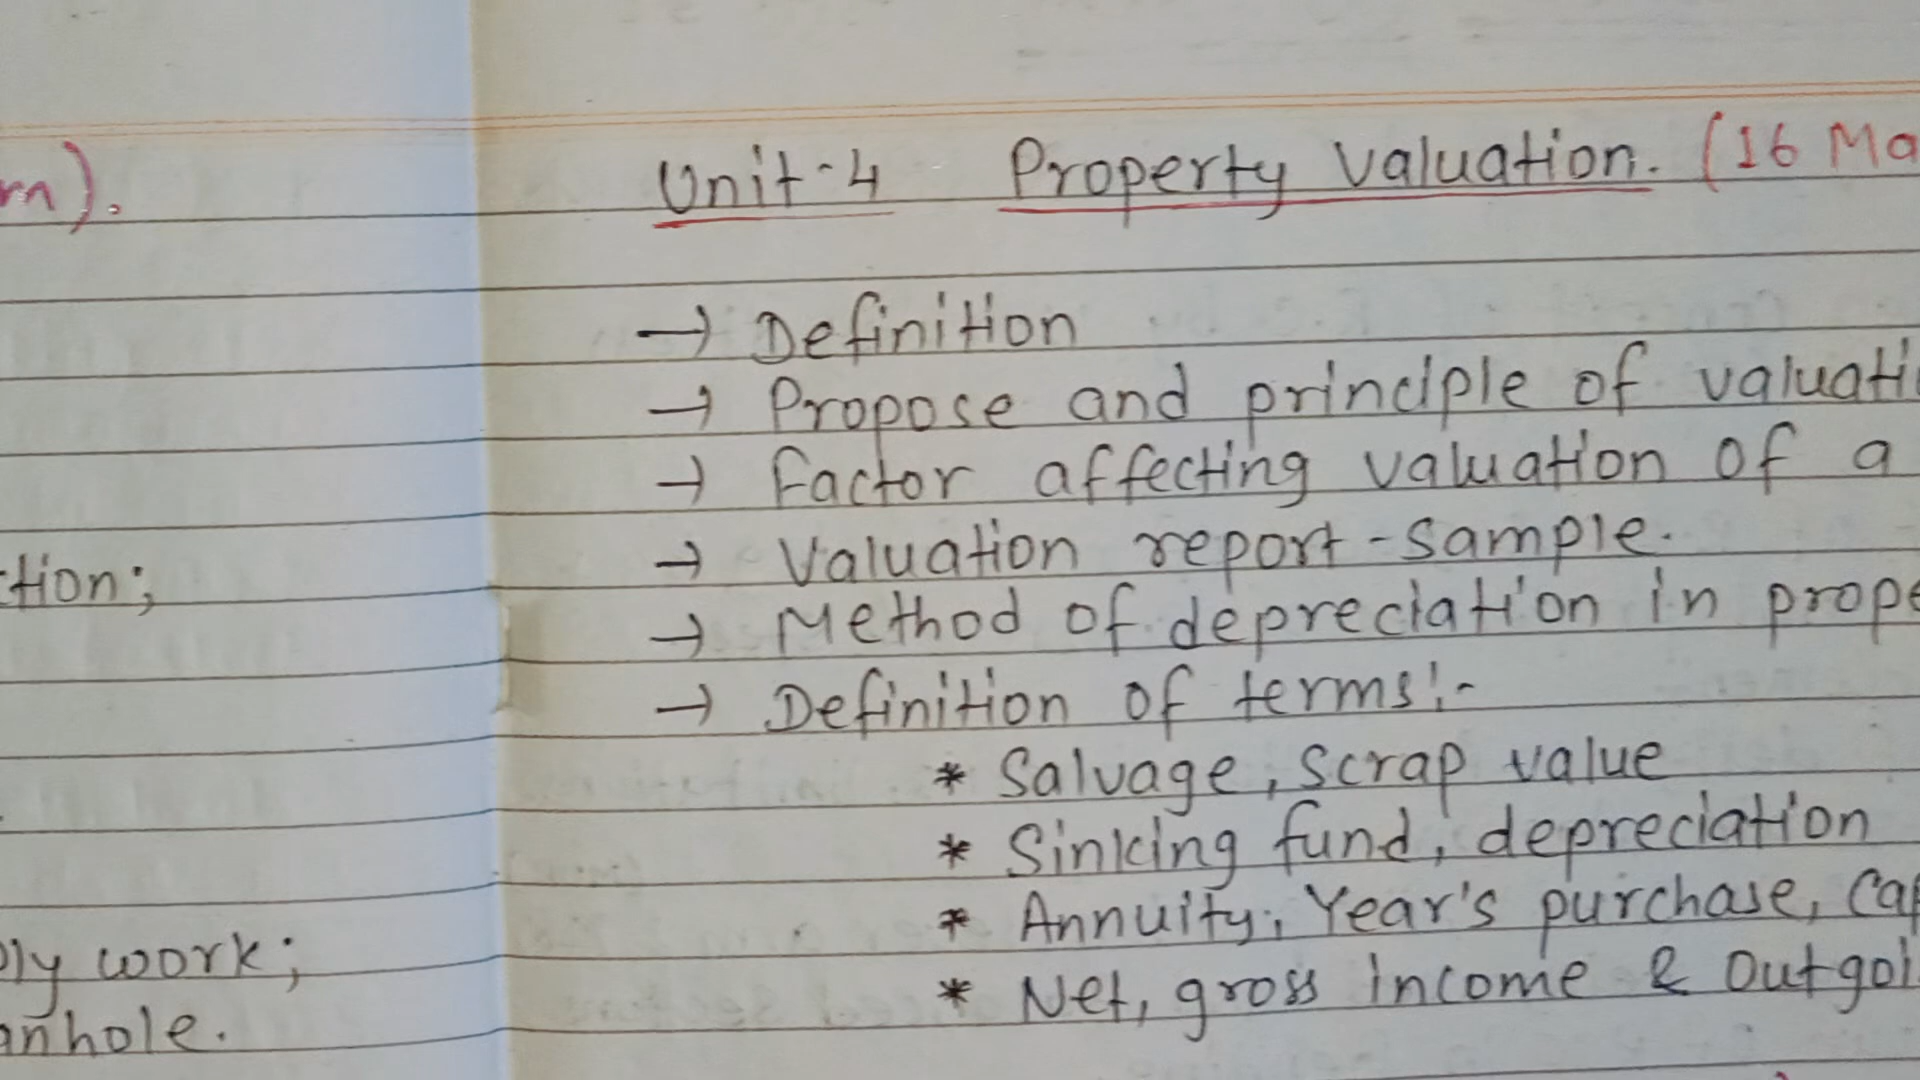 m).
tion;
ly work;
anhole.
Unit-4 Property Valuation. (16 Ma
→ Definition
→ Propose and principle of valuati
→ Factor affecting valuation of a
→ Valuation report-sample.
→ Method of depreciation in prope
→ Definition of terms:-
* Salvage, scrap value
* Sinking fund, depreciation
* Annuity, Year's purchase, Cap
* Net, gross income & Outgoi